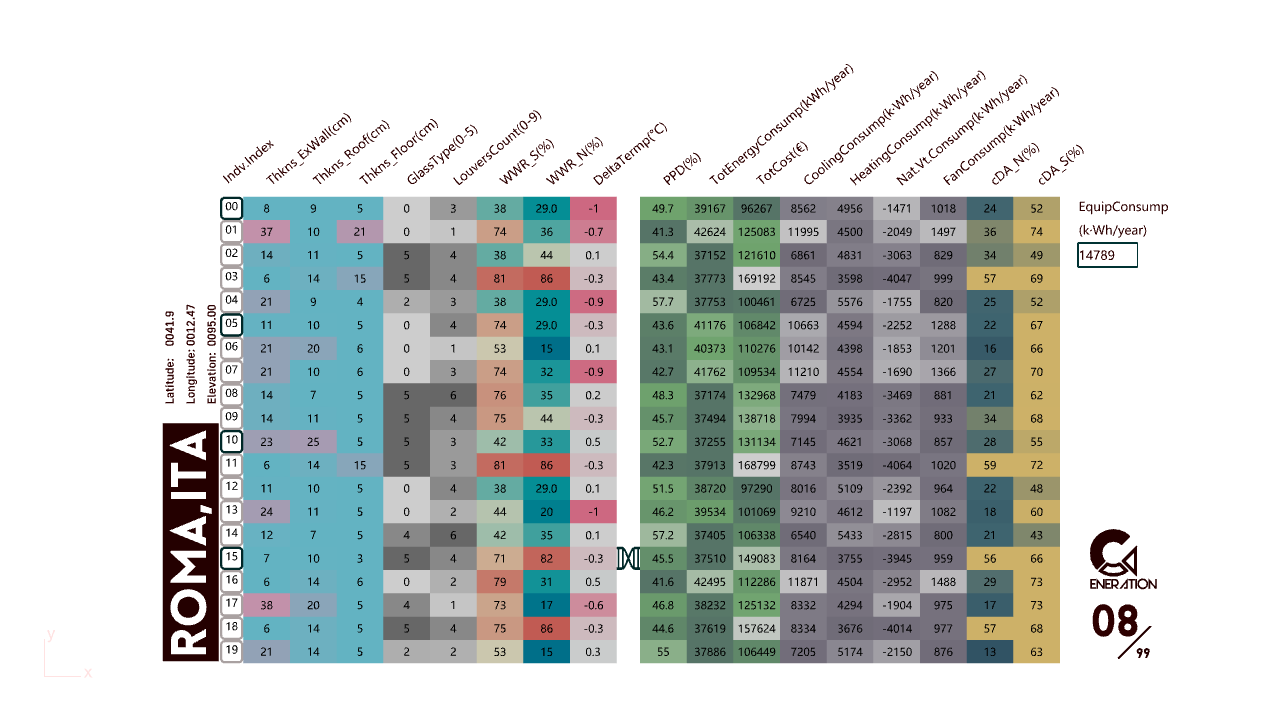 Indv.Index Thkns_ExWall(cm) Thkns_Roof(cm) Thkns_Floor(cm) GlassType(0-5) LouversCount(0-9) WWR_S(%) WWR_N(%) DeltaTermp(°C) PPD(%) TotEnergyConsump(kWh/year) TotCost(€) CoolingConsump(k·Wh/year) HeatingConsump(k·Wh/year) Nat.Vt.Consump(k·Wh/year) FanConsump(k·Wh/year) cDA_N(%) cDA_S(%)
00 8 9 5 0 3 38 29.0 -1 49.7 39167 96267 8562 4956 -1471 1018 24 52
01 37 10 21 0 1 74 36 -0.7 41.3 42624 125083 11995 4500 -2049 1497 36 74
02 14 11 5 5 4 38 44 0.1 54.4 37152 121610 6861 4831 -3063 829 34 49
03 6 14 15 5 4 81 86 -0.3 43.4 37773 169192 8545 3598 -4047 999 57 69
04 21 9 4 2 3 38 29.0 -0.9 57.7 37753 100461 6725 5576 -1755 820 25 52
05 11 10 5 0 4 74 29.0 -0.3 43.6 41176 106842 10663 4594 -2252 1288 22 67
06 21 20 6 0 1 53 15 0.1 43.1 40373 110276 10142 4398 -1853 1201 16 66
07 21 10 6 0 3 74 32 -0.9 42.7 41762 109534 11210 4554 -1690 1366 27 70
08 14 7 5 5 6 76 35 0.2 48.3 37174 132968 7479 4183 -3469 881 21 62
09 14 11 5 5 4 75 44 -0.3 45.7 37494 138718 7994 3935 -3362 933 34 68
10 23 25 5 5 3 42 33 0.5 52.7 37255 131134 7145 4621 -3088 857 28 55
11 6 14 15 5 3 81 86 -0.3 42.3 37913 168799 8743 3519 -4064 1020 59 72
12 11 10 5 0 4 38 29.0 0.1 51.5 38720 97290 8016 5109 -2392 964 22 48
13 24 11 5 0 2 44 20 -1 46.2 39534 101069 9210 4612 -1197 1082 18 60
14 12 7 5 4 6 42 35 0.1 57.2 37405 106338 6540 5433 -2815 800 21 43
15 7 10 3 5 4 71 82 -0.3 45.5 37510 149083 8164 3755 -3945 959 56 66
16 6 14 6 0 2 79 31 0.5 41.6 42495 112286 11871 4504 -2952 1488 29 73
17 38 20 5 4 1 73 17 -0.6 46.8 38232 125132 8332 4294 -1904 975 17 73
18 6 14 5 5 4 75 86 -0.3 44.6 37619 157624 8334 3676 -4014 977 57 68
19 21 14 5 2 2 53 15 0.3 55 37886 106449 7205 5174 -2150 876 13 63
EquipConsump
(k·Wh/year)
14789
Latitude: 0041.9
Longitude: 0012.47
Elevation: 0095.00
ROMA,ITA
ENERATION
08/99
y
x